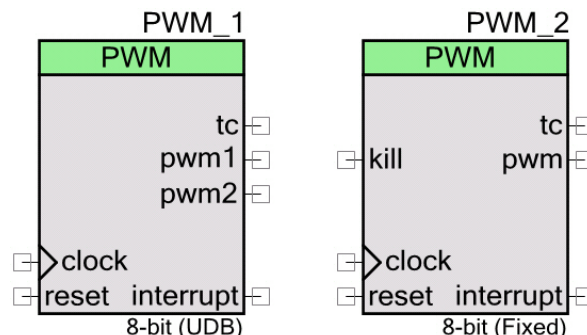 PWM_1
PWM
tc
pwm1
pwm2
clock
reset interrupt
8-bit (UDB)
PWM_2
PWM
tc
kill pwm
clock
reset interrupt
8-bit (Fixed)